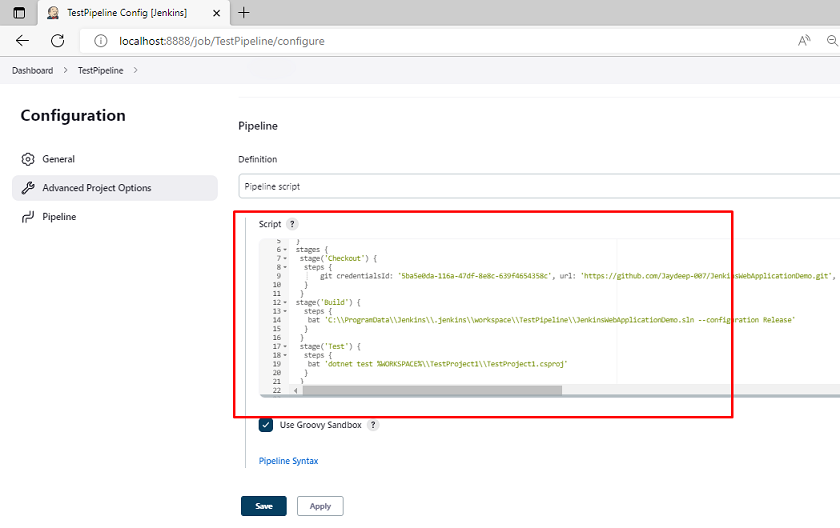 TestPipeline Config [Jenkins]
localhost:8888/job/TestPipeline/configure
Dashboard > TestPipeline >
Configuration
General
Advanced Project Options
Pipeline
Pipeline
Definition
Pipeline script
Script ?
5 }
6 stages {
7 stage('Checkout') {
8 steps {
9 git credentialsId: '5ba5e0da-116a-47df-8e8c-639f4654358c', url: 'https://github.com/Jaydeep-007/JenkinsWebApplicationDemo.git',
10 }
11 }
12 stage('Build') {
13 steps {
14 bat 'C:\\ProgramData\\Jenkins\\.jenkins\\workspace\\TestPipeline\\JenkinsWebApplicationDemo.sln --configuration Release'
15 }
16 }
17 stage('Test') {
18 steps {
19 bat 'dotnet test %WORKSPACE%\\TestProject1\\TestProject1.csproj'
20 }
21 }
22
Use Groovy Sandbox ?
Pipeline Syntax
Save Apply